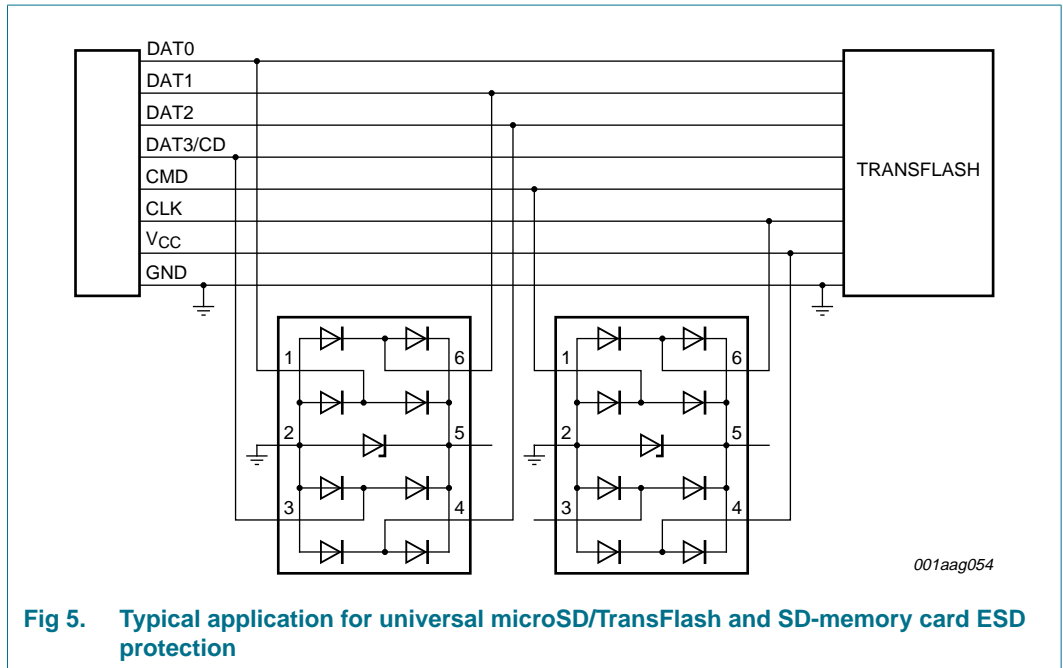 DAT0
DAT1
DAT2
DAT3/CD
CMD
CLK
VCC
GND
TRANSFLASH
1
6
2
5
3
4
1
6
2
5
3
4
001aag054
Fig 5. Typical application for universal microSD/TransFlash and SD-memory card ESD
protection